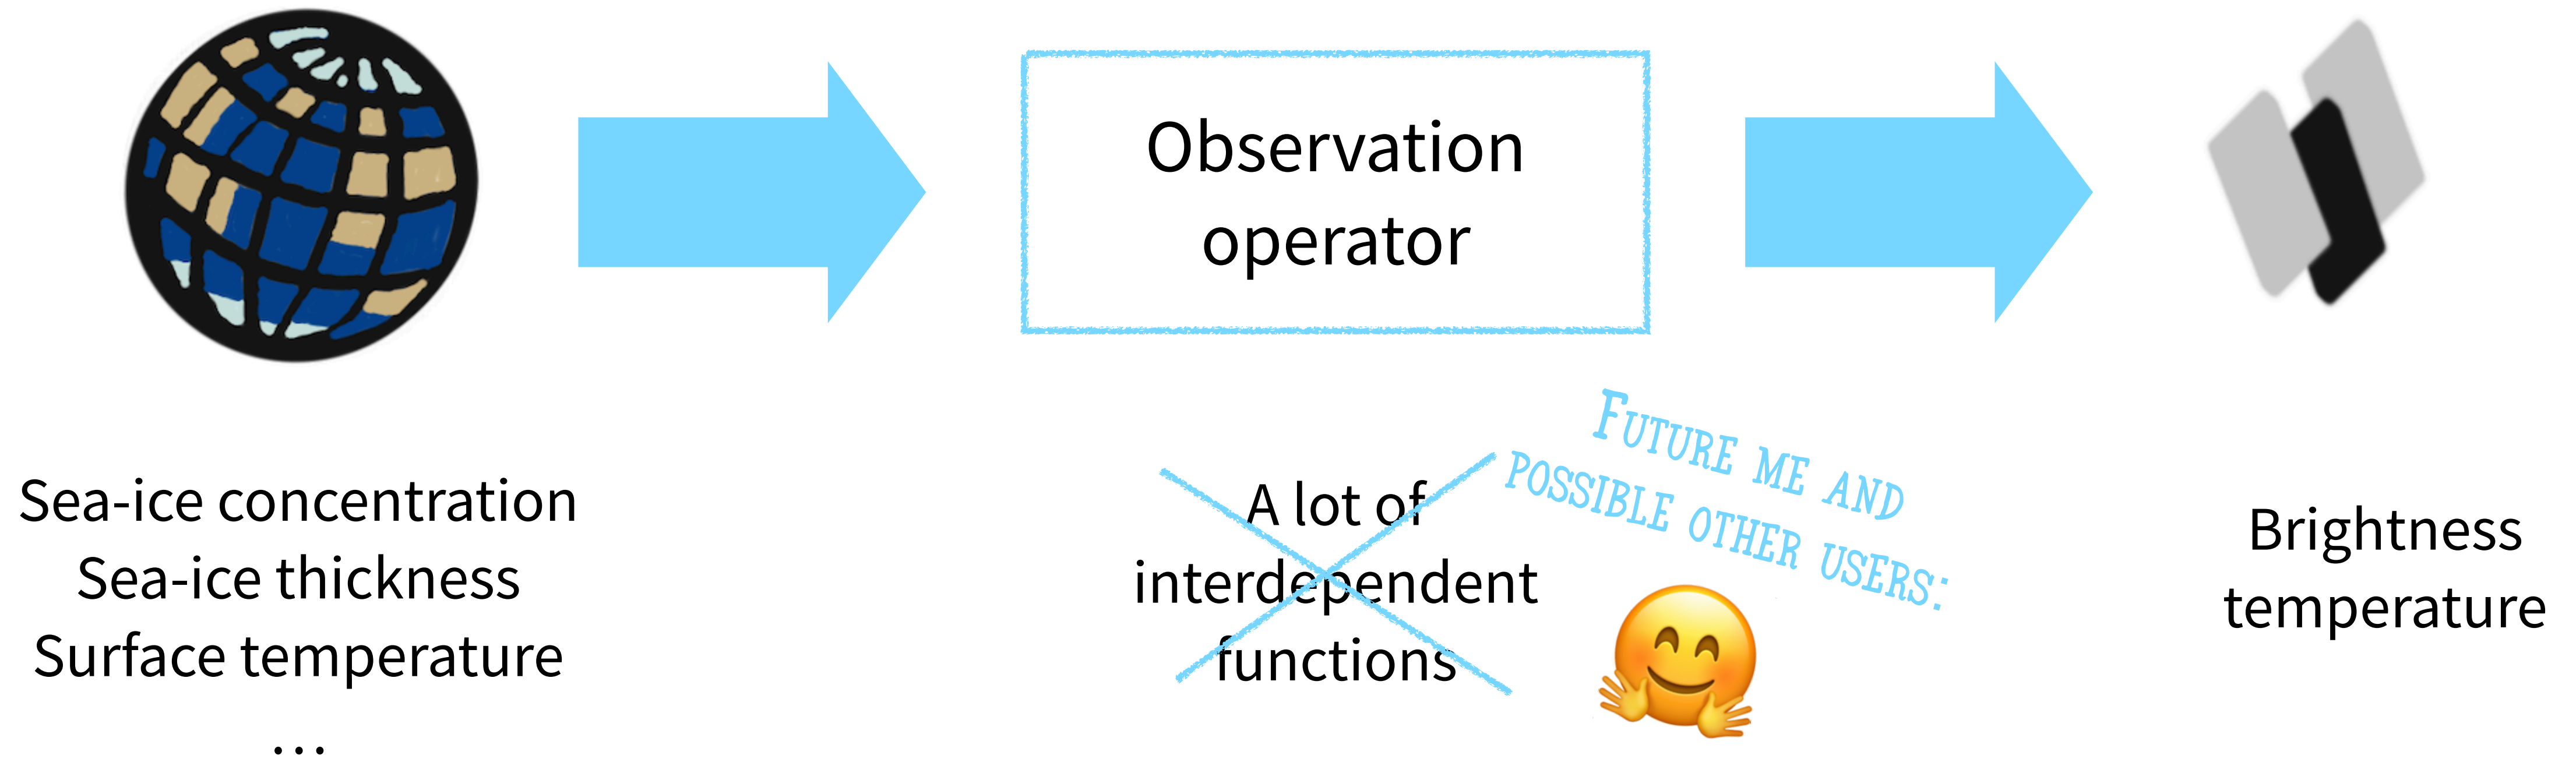 Observation
operator
Sea-ice concentration
Sea-ice thickness
Surface temperature
...
A lot of
interdependent
functions
Future me and
possible other users:
Brightness
temperature